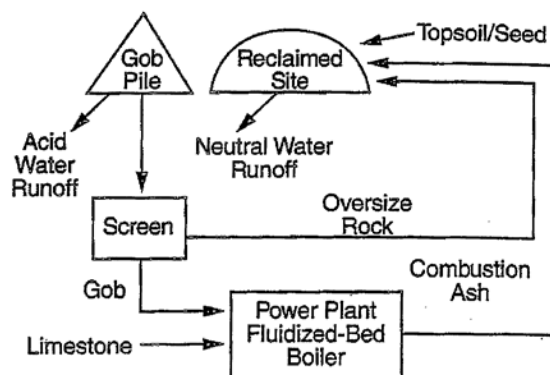 Gob
Pile
Reclaimed
Site
Topsoil/Seed
Acid
Water
Runoff
Neutral Water
Runoff
Screen
Oversize
Rock
Gob
Combustion
Ash
Limestone
Power Plant
Fluidized-Bed
Boiler